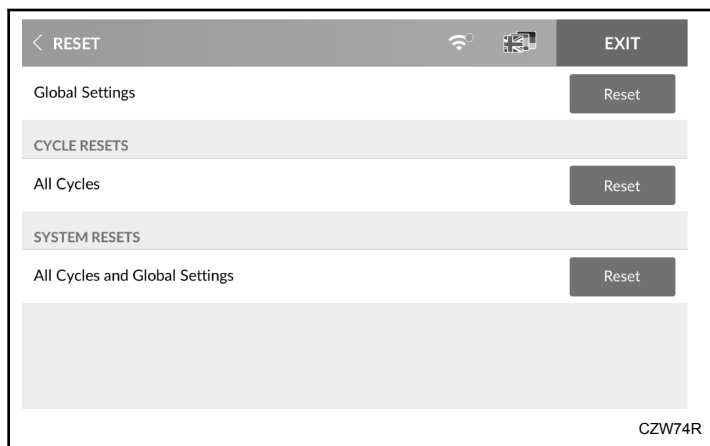 < RESET
EXIT
Global Settings
Reset
CYCLE RESETS
All Cycles
Reset
SYSTEM RESETS
All Cycles and Global Settings
Reset
CZW74R